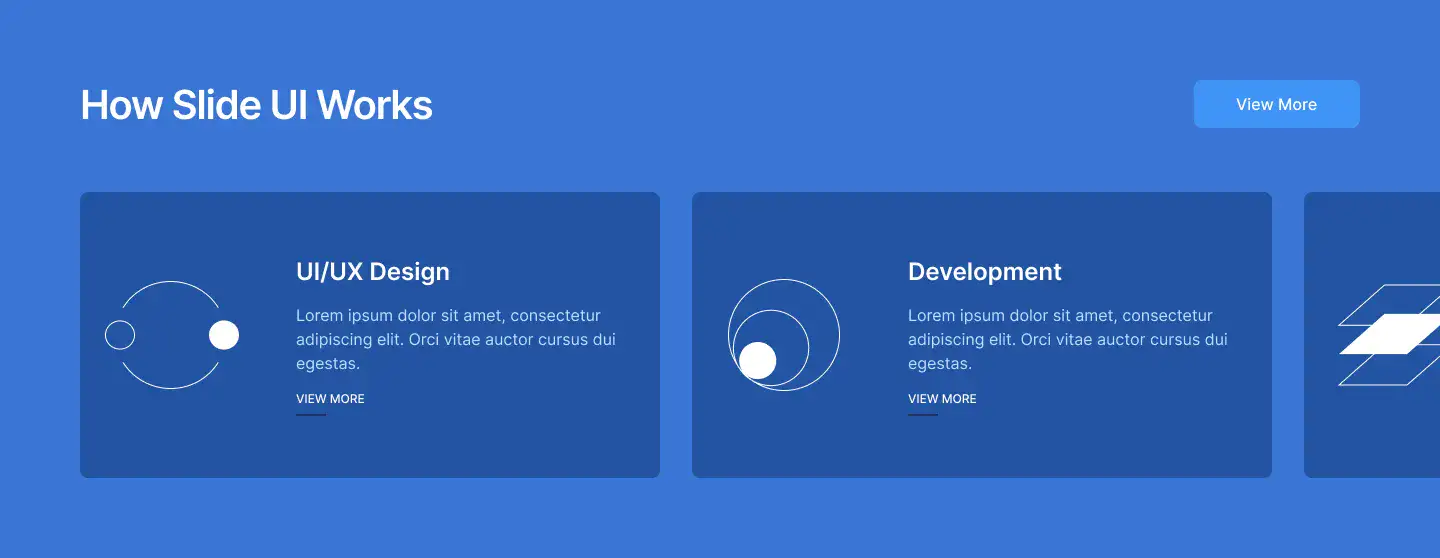 How Slide UI Works
View More
UI/UX Design
Lorem ipsum dolor sit amet, consectetur
adipiscing elit. Orci vitae auctor cursus dui
egestas.
VIEW MORE
Development
Lorem ipsum dolor sit amet, consectetur
adipiscing elit. Orci vitae auctor cursus dui
egestas.
VIEW MORE